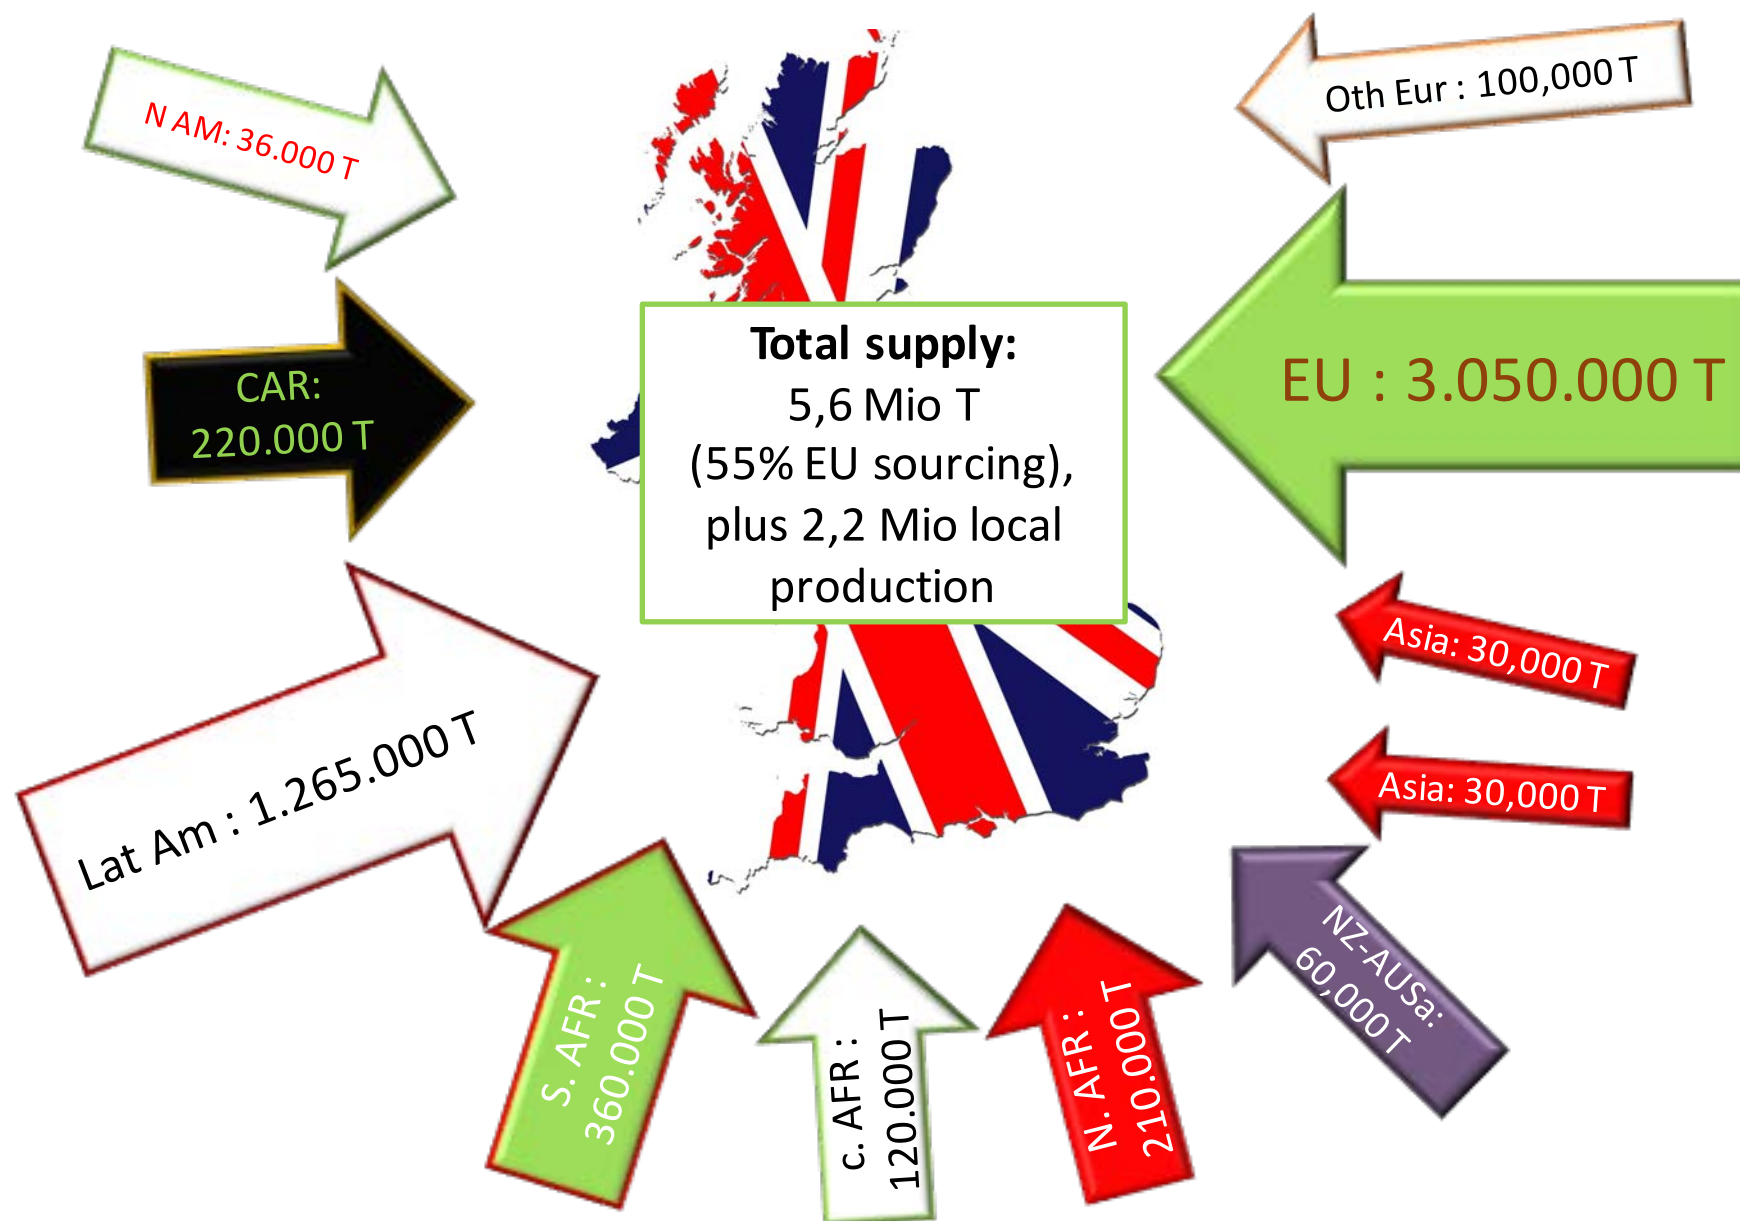 N AM: 36.000 T
Oth Eur : 100,000 T
Total supply:
5,6 Mio T
(55% EU sourcing),
plus 2,2 Mio local
production
CAR:
220.000 T
EU : 3.050.000 T
Asia: 30,000 T
Asia: 30,000 T
Lat Am : 1.265.000 T
S. AFR :
360.000 T
c. AFR :
120.000 T
N. AFR :
210.000 T
NZ-AUSa:
60,000 T